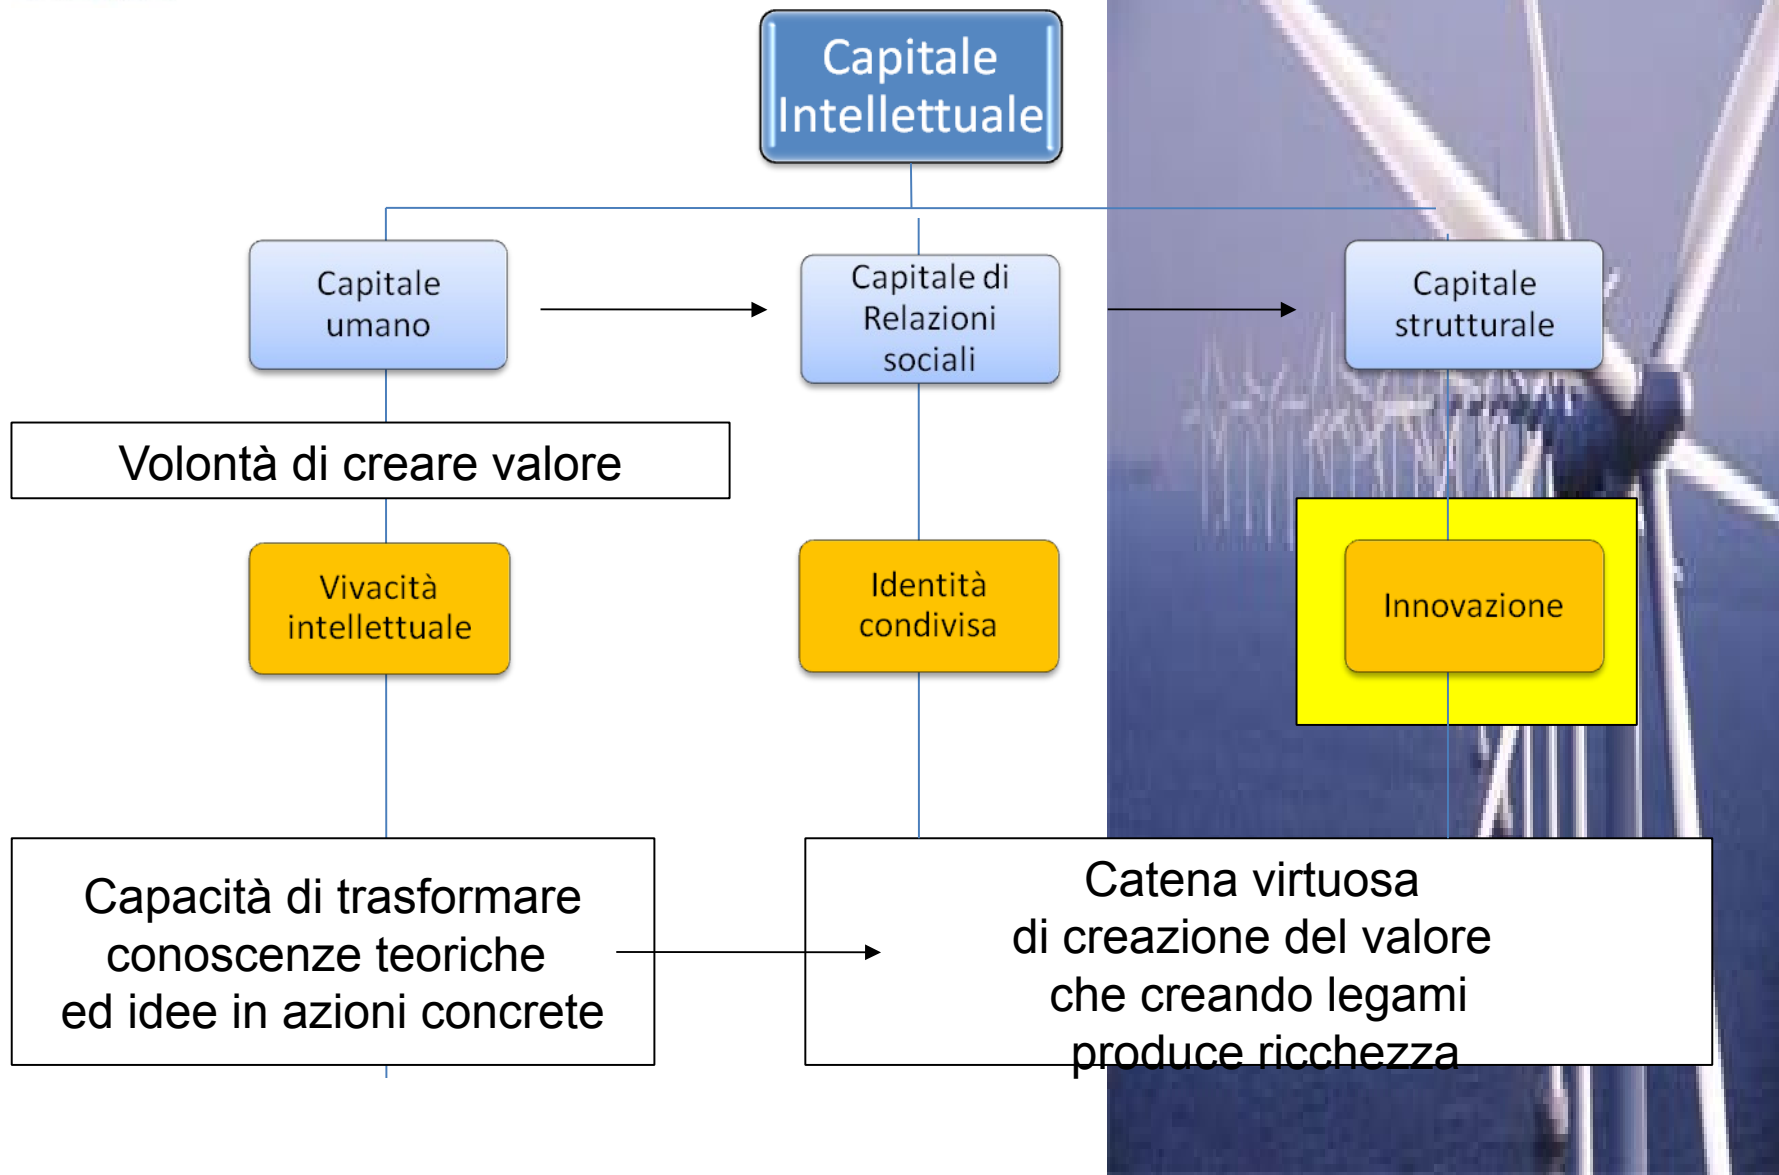 Capitale
Intellettuale
Capitale
umano
Capitale di
Relazioni
sociali
Capitale
strutturale
Volontà di creare valore
Vivacità
intellettuale
Identità
condivisa
Innovazione
Capacità di trasformare
conoscenze teoriche
ed idee in azioni concrete
Catena virtuosa
di creazione del valore
che creando legami
produce ricchezza